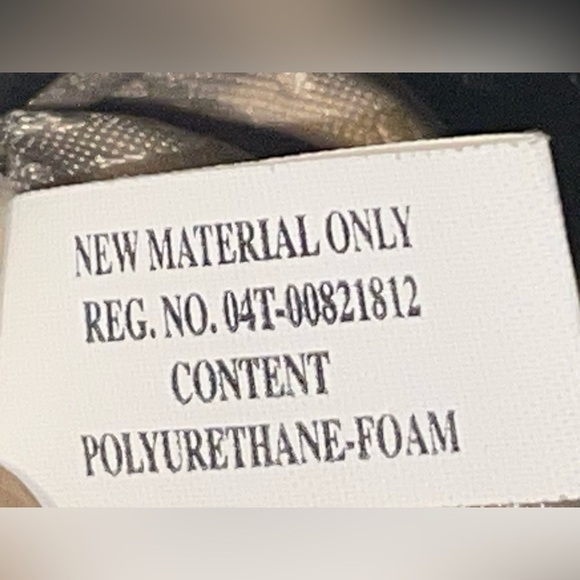 NEW MATERIAL ONLY
REG. NO. 04T-00821812
CONTENT
POLYURETHANE-FOAM